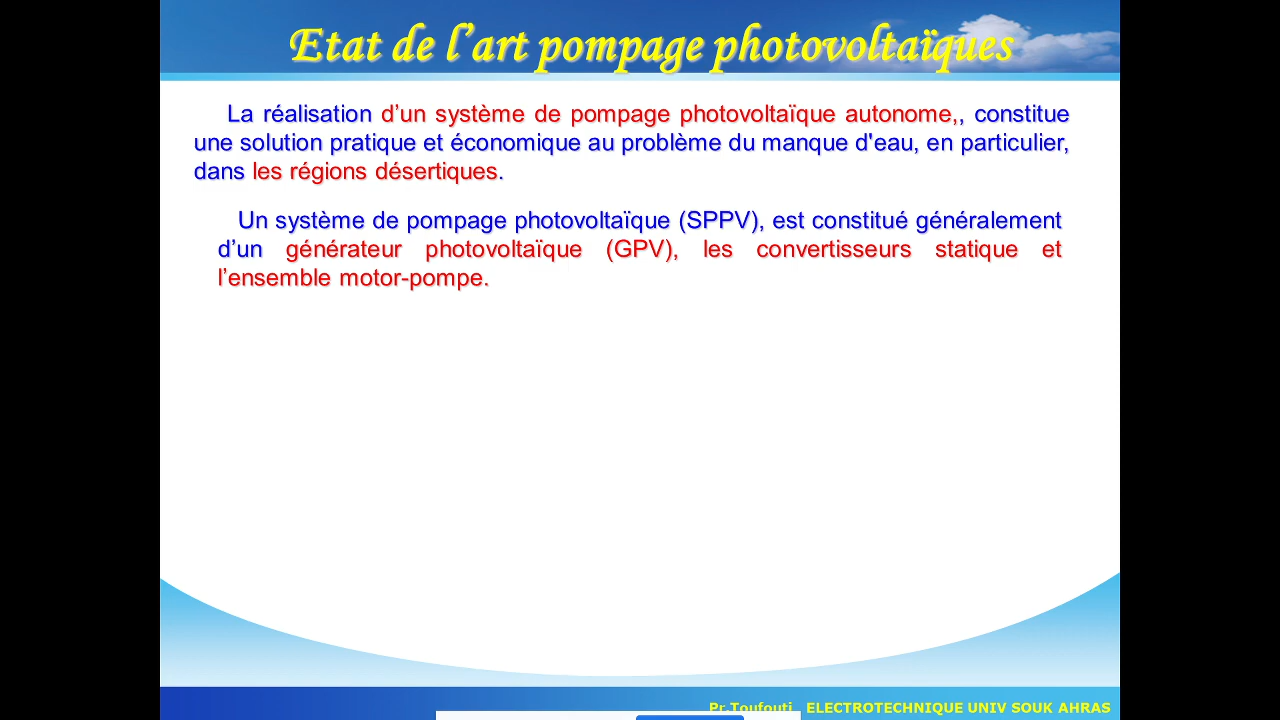 Etat de l’art pompage photovoltaïques
La réalisation d’un système de pompage photovoltaïque autonome,, constitue
une solution pratique et économique au problème du manque d'eau, en particulier,
dans les régions désertiques.
Un système de pompage photovoltaïque (SPPV), est constitué généralement
d’un générateur photovoltaïque (GPV), les convertisseurs statique et
l’ensemble motor-pompe.
Pr.Toufouti ELECTROTECHNIQUE UNIV SOUK AHRAS